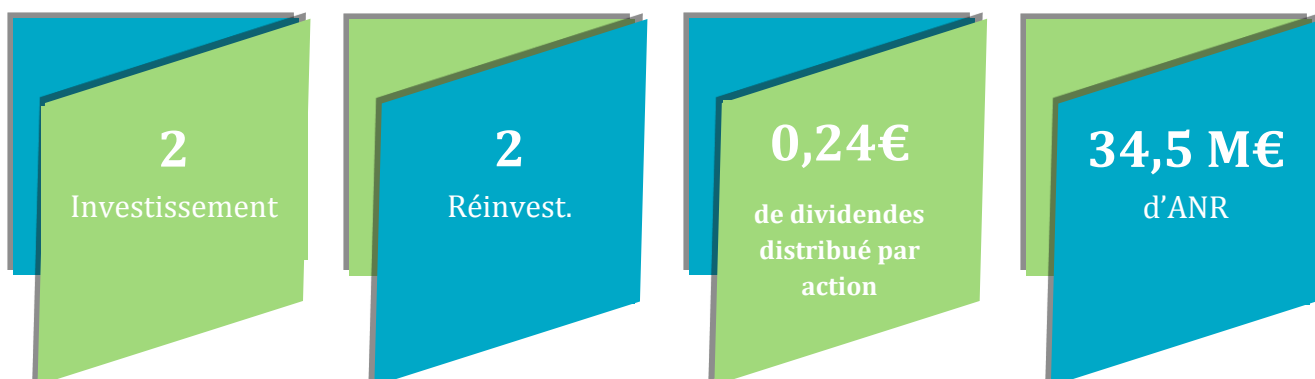 2
Investissement
2
Réinvest.
0,24€
de dividendes
distribué par
action
34,5 M€
d’ANR